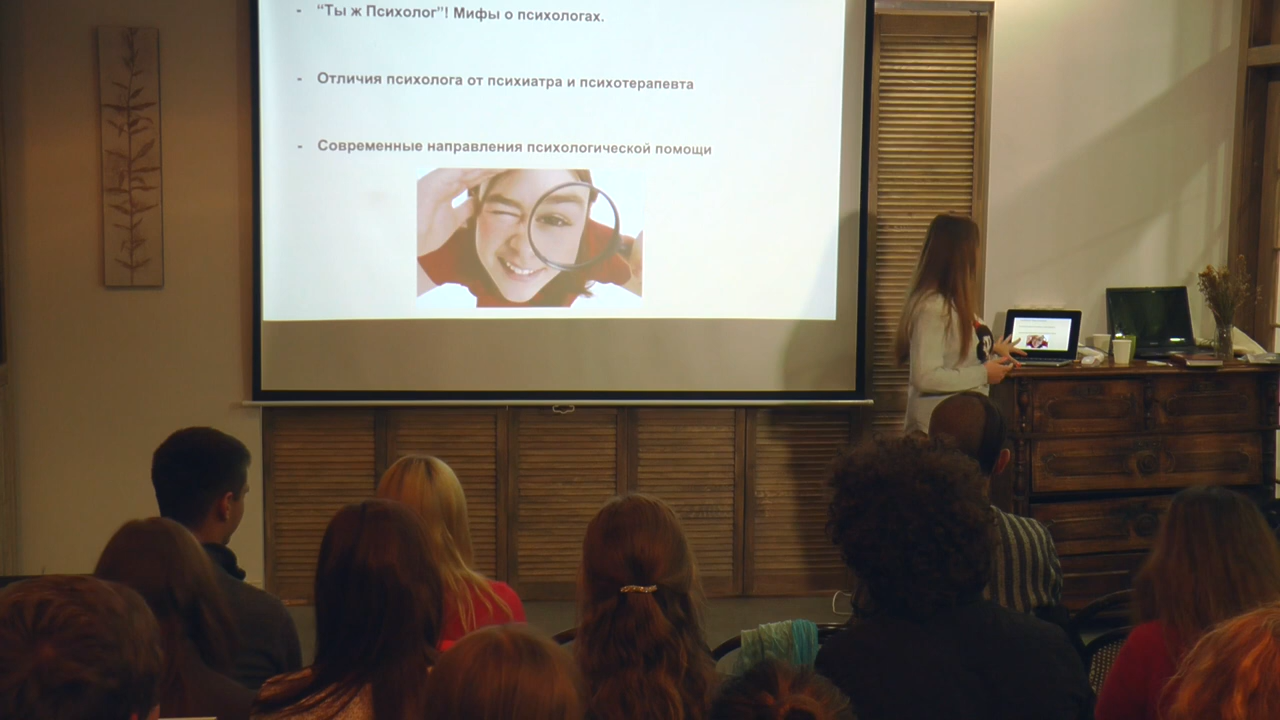 - “Ты ж Психолог”! Мифы о психологах.
- Отличия психолога от психиатра и психотерапевта
- Современные направления психологической помощи